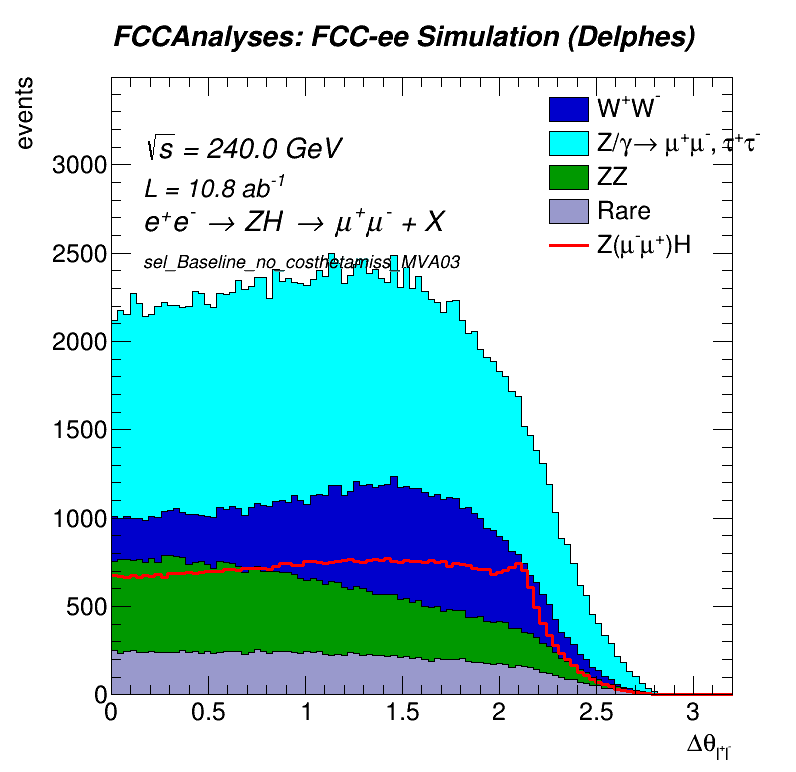 FCCAnalyses: FCC-ee Simulation (Delphes)
events
√s = 240.0 GeV
L = 10.8 ab⁻¹
e⁺e⁻ → ZH → μ⁺μ⁻ + X
sel_Baseline_no_costhetamiss_MVA03
W⁺W⁻
Z/γ→ μ⁺μ⁻, τ⁺τ⁻
ZZ
Rare
Z(μ⁻μ⁺)H
3000
2500
2000
1500
1000
500
0
0 0.5 1 1.5 2 2.5 3
Δθ_l⁺l⁻